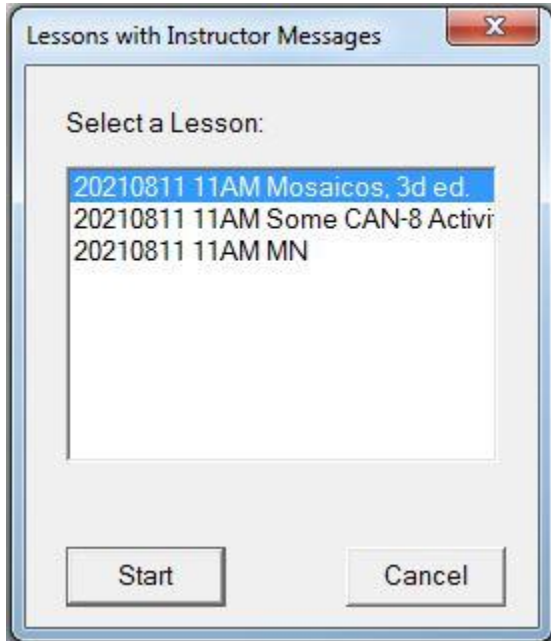 Lessons with Instructor Messages
Select a Lesson:
20210811 11AM Mosaicos, 3d ed.
20210811 11AM Some CAN-8 Activi
20210811 11AM MN
Start
Cancel